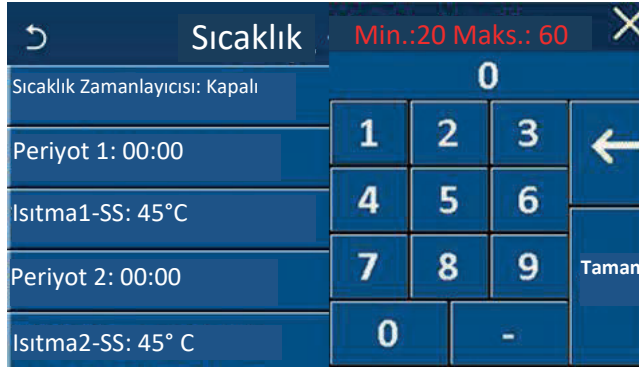 Sıcaklık
Sıcaklık Zamanlayıcısı: Kapalı
Periyot 1: 00:00
Isıtma1-SS: 45°C
Periyot 2: 00:00
Isıtma2-SS: 45° C
Min.:20 Maks.: 60
0
1 2 3
4 5 6
7 8 9
Tamam
0 -